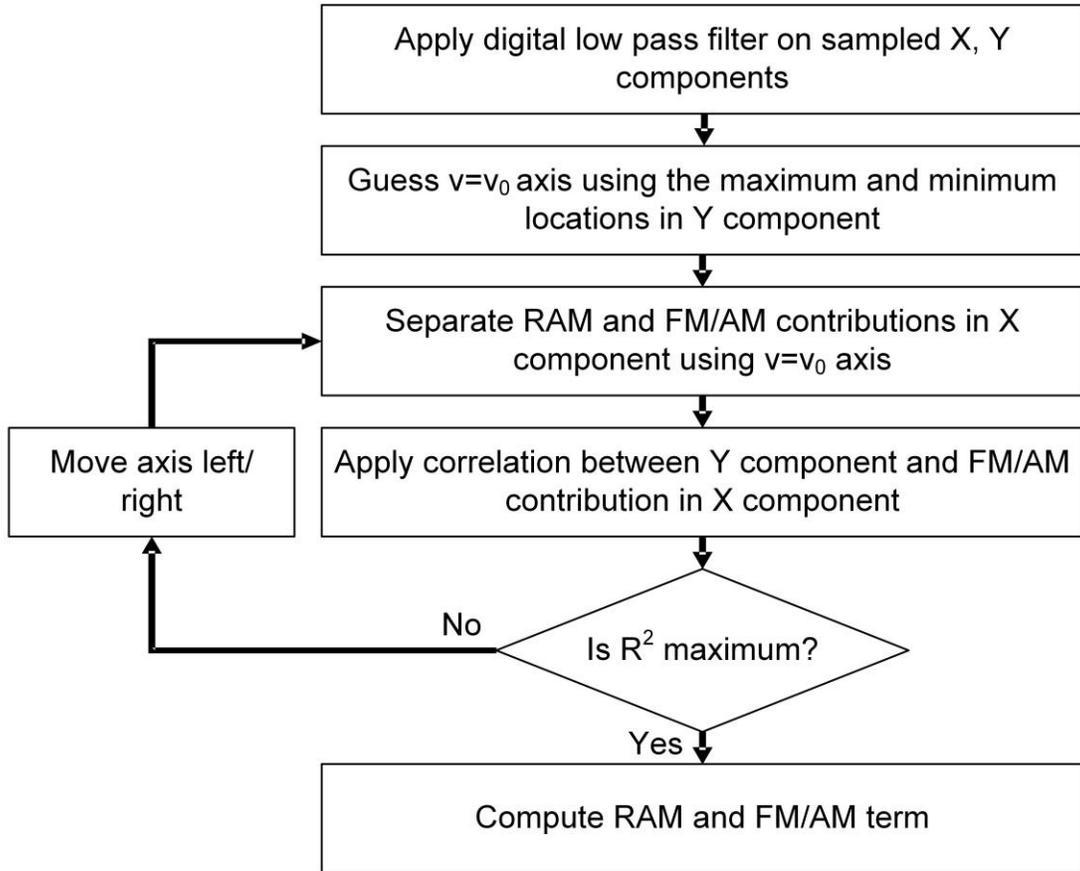 Apply digital low pass filter on sampled X, Y
components
Guess v=v₀ axis using the maximum and minimum
locations in Y component
Separate RAM and FM/AM contributions in X
component using v=v₀ axis
Move axis left/
right
Apply correlation between Y component and FM/AM
contribution in X component
No
Is R² maximum?
Yes
Compute RAM and FM/AM term